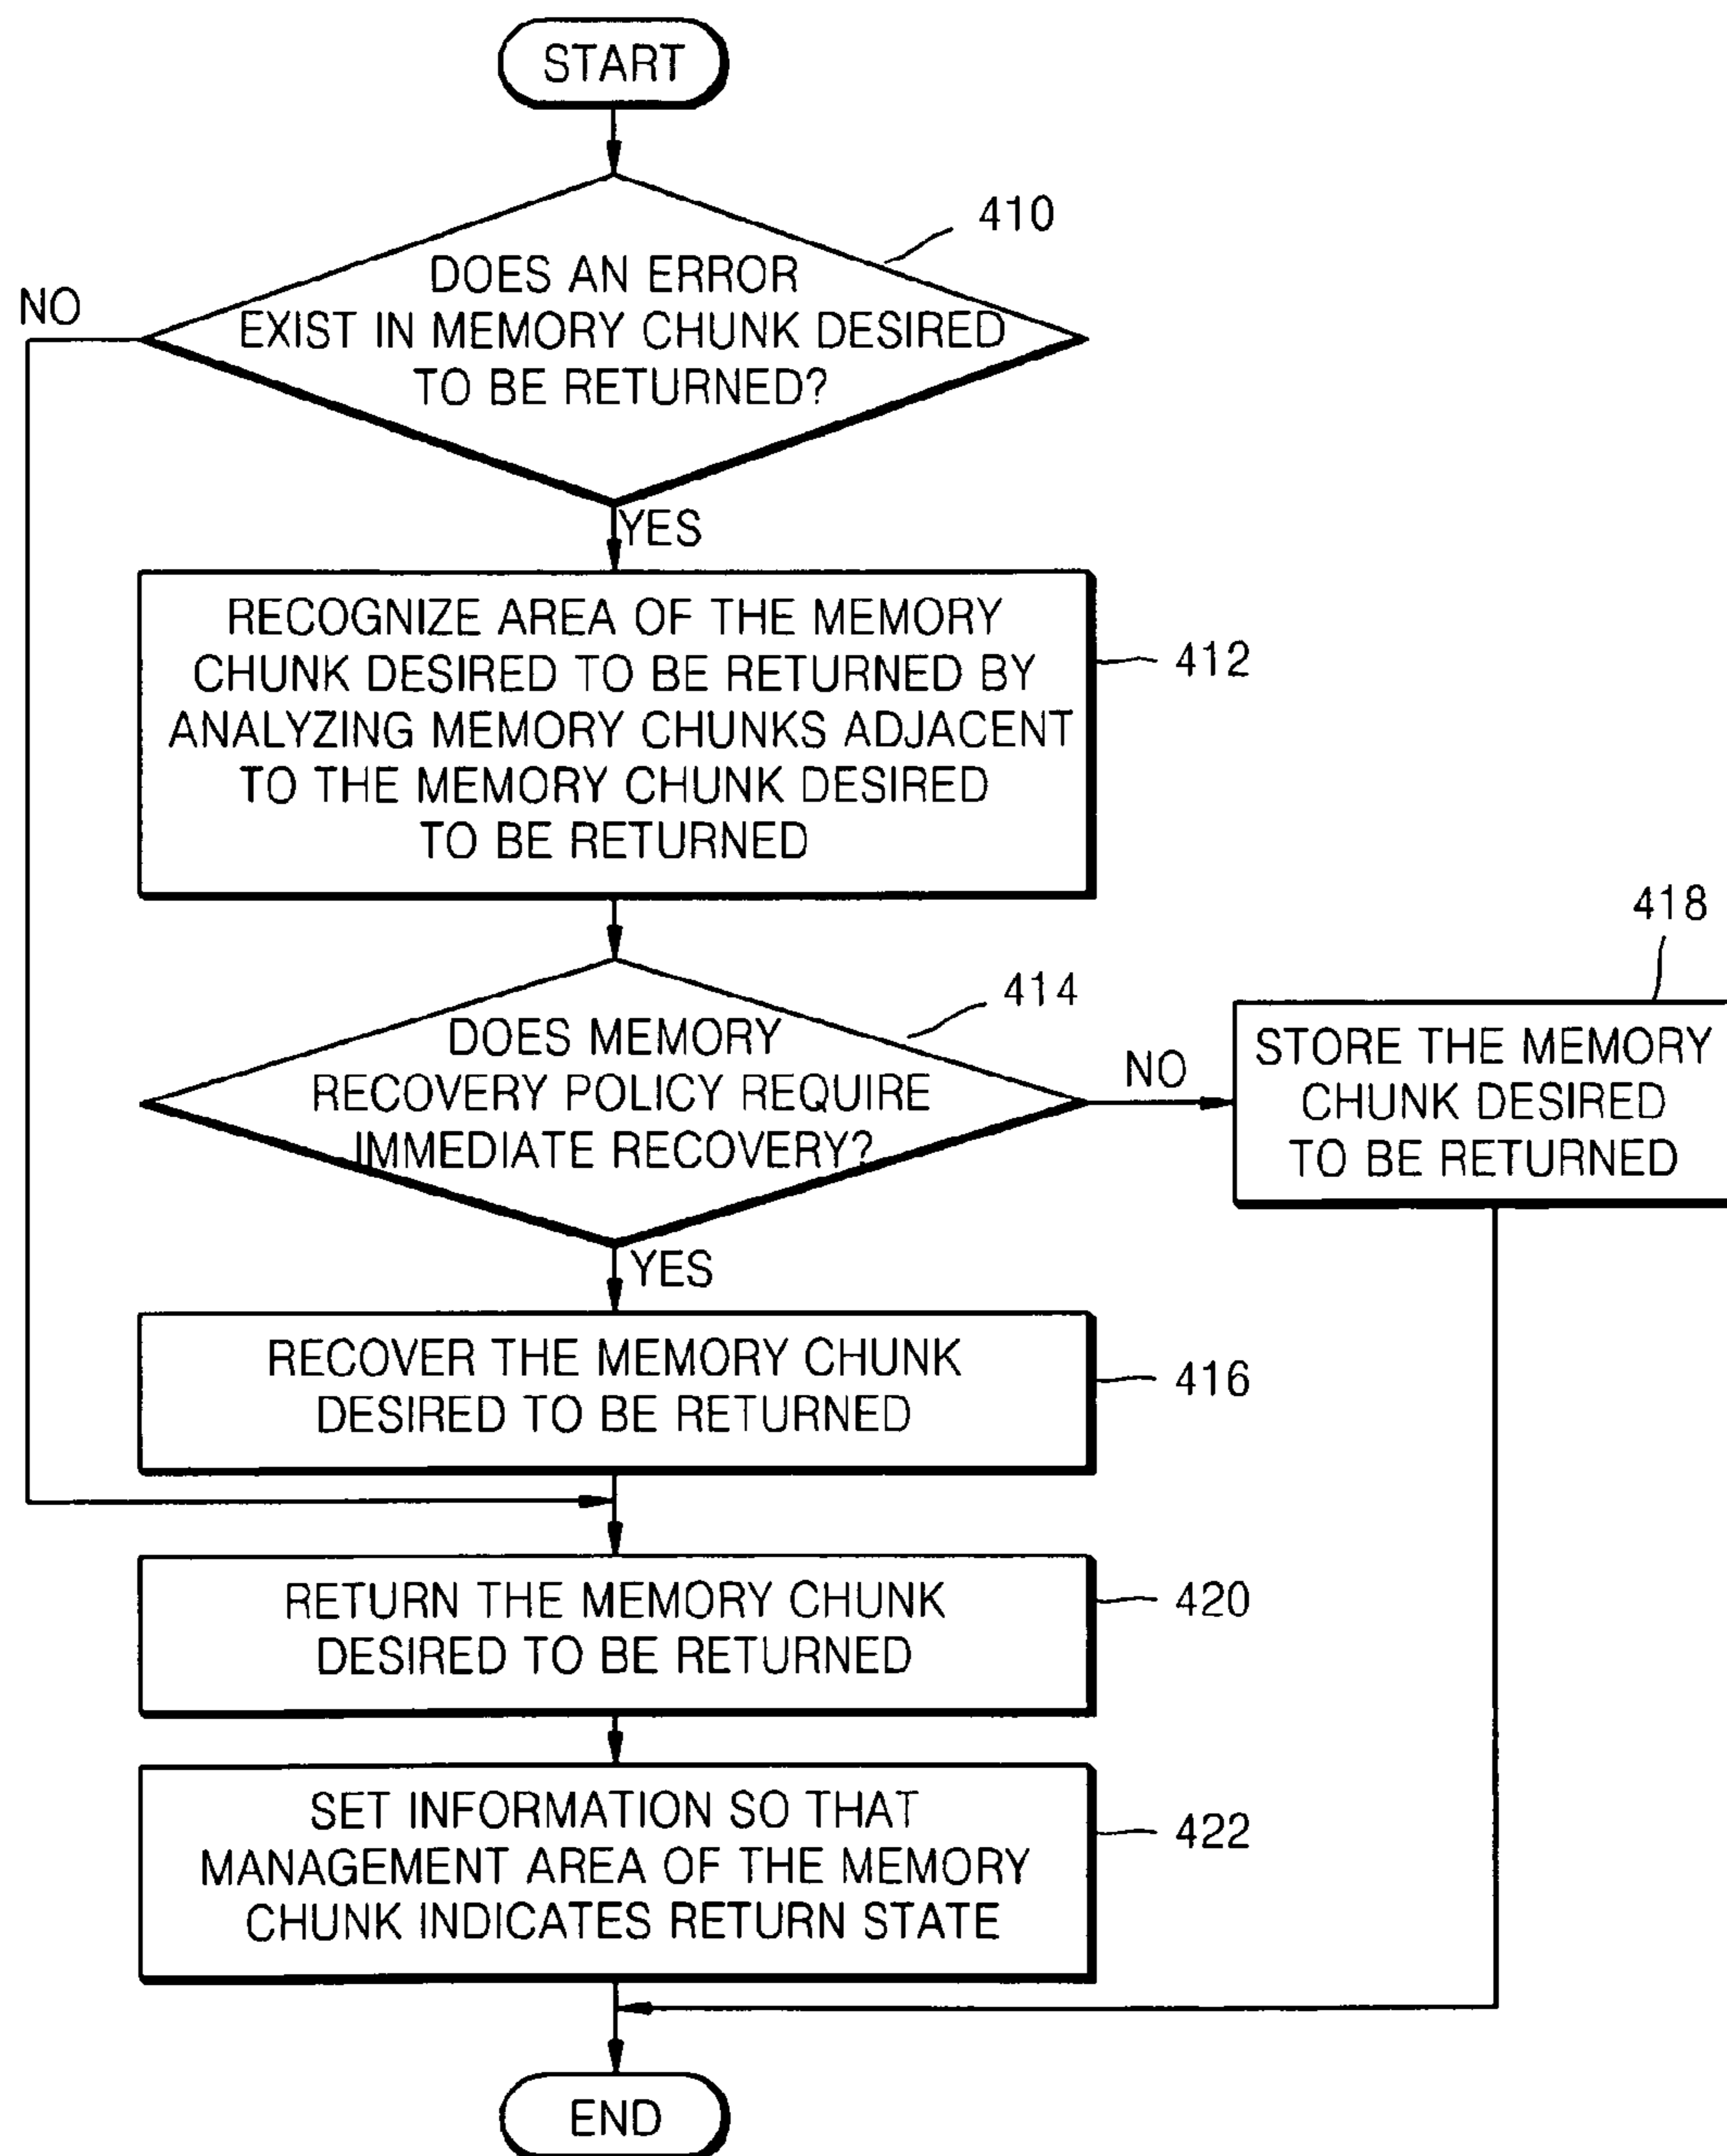 START
410
DOES AN ERROR
EXIST IN MEMORY CHUNK DESIRED
TO BE RETURNED?
NO
YES
RECOGNIZE AREA OF THE MEMORY
CHUNK DESIRED TO BE RETURNED BY
ANALYZING MEMORY CHUNKS ADJACENT
TO THE MEMORY CHUNK DESIRED
TO BE RETURNED
412
414
DOES MEMORY
RECOVERY POLICY REQUIRE
IMMEDIATE RECOVERY?
NO
418
STORE THE MEMORY
CHUNK DESIRED
TO BE RETURNED
YES
RECOVER THE MEMORY CHUNK
DESIRED TO BE RETURNED
416
RETURN THE MEMORY CHUNK
DESIRED TO BE RETURNED
420
SET INFORMATION SO THAT
MANAGEMENT AREA OF THE MEMORY
CHUNK INDICATES RETURN STATE
422
END